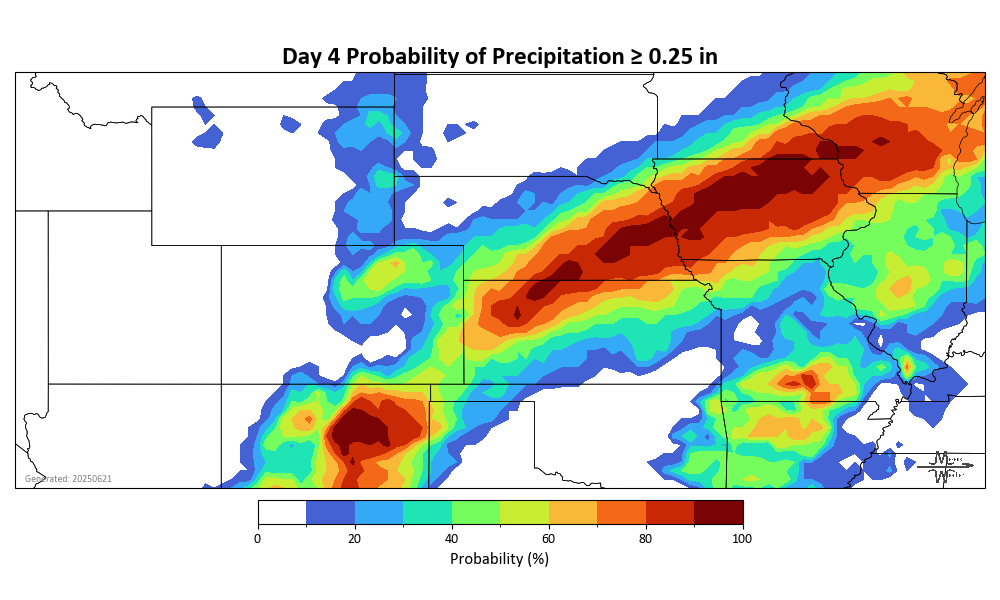 Day 4 Probability of Precipitation ≥ 0.25 in
Generated: 20250621
0 20 40 60 80 100
Probability (%)